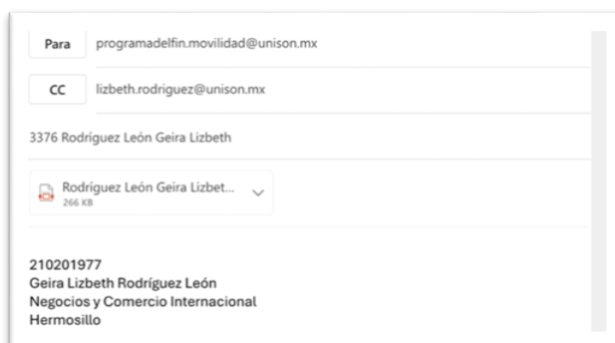 Para programadelfin.movilidad@unison.mx
CC lizbeth.rodriguez@unison.mx
3376 Rodríguez León Geira Lizbeth
Rodríguez León Geira Lizbet...
266 KB
210201977
Geira Lizbeth Rodríguez León
Negocios y Comercio Internacional
Hermosillo